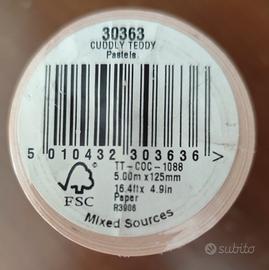 30363
CUDDLY TEDDY
Pastels
5 010432 303636 >
TT-COC-1088
5.00m x 125mm
16.4ft x 4.9in
Paper
R3906
FSC
Mixed Sources
subito